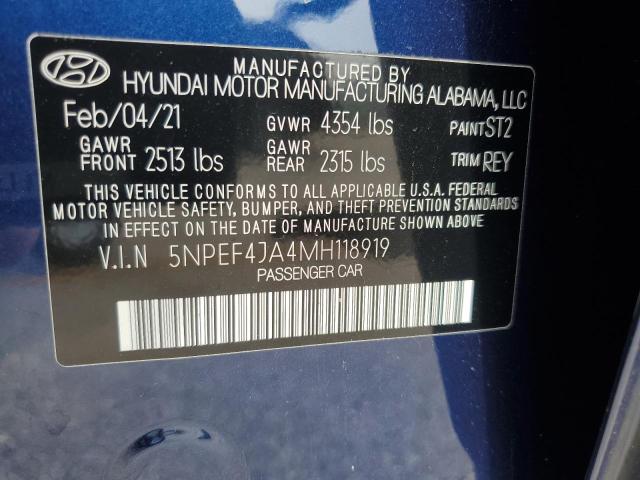 MANUFACTURED BY
HYUNDAI MOTOR MANUFACTURING ALABAMA, LLC
Feb/04/21 GVWR 4354 lbs PAINT ST2
GAWR FRONT 2513 lbs GAWR REAR 2315 lbs TRIM REY
THIS VEHICLE CONFORMS TO ALL APPLICABLE U.S.A. FEDERAL
MOTOR VEHICLE SAFETY, BUMPER, AND THEFT PREVENTION STANDARDS
IN EFFECT ON THE DATE OF MANUFACTURE SHOWN ABOVE.
V.I.N 5NPEF4JA4MH118919
PASSENGER CAR